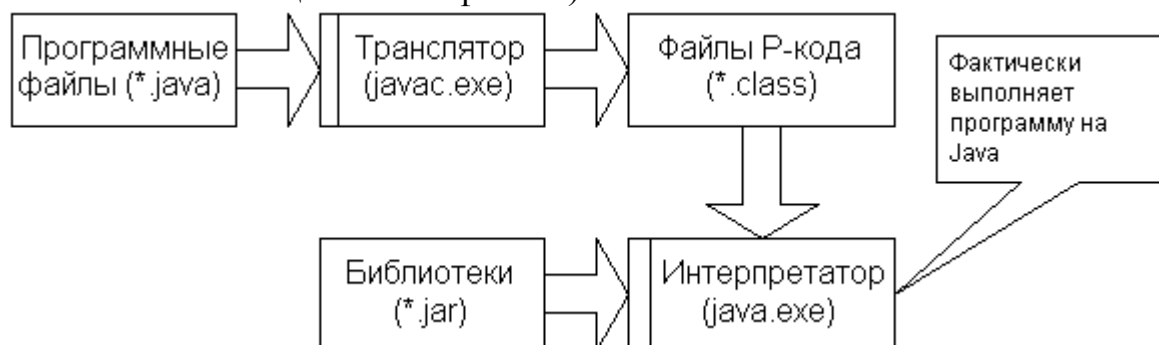 Программные
файлы (*.java)
Транслятор
(javac.exe)
Файлы P-кода
(*.class)
Фактически
выполняет
программу на
Java
Библиотеки
(*.jar)
Интерпретатор
(java.exe)